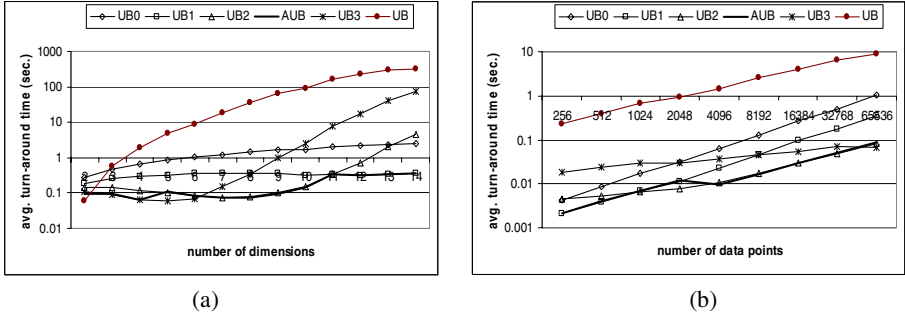 UB0 UB1 UB2 AUB UB3 UB
avg. turn-around time (sec.)
1000
100
10
1
0.1
0.01
4 5 6 7 8 9 10 11 12 13 14
number of dimensions
(a)
UB0 UB1 UB2 AUB UB3 UB
avg. turn-around time (sec.)
10
1
0.1
0.01
0.001
256 512 1024 2048 4096 8192 16384 32768 65536
number of data points
(b)